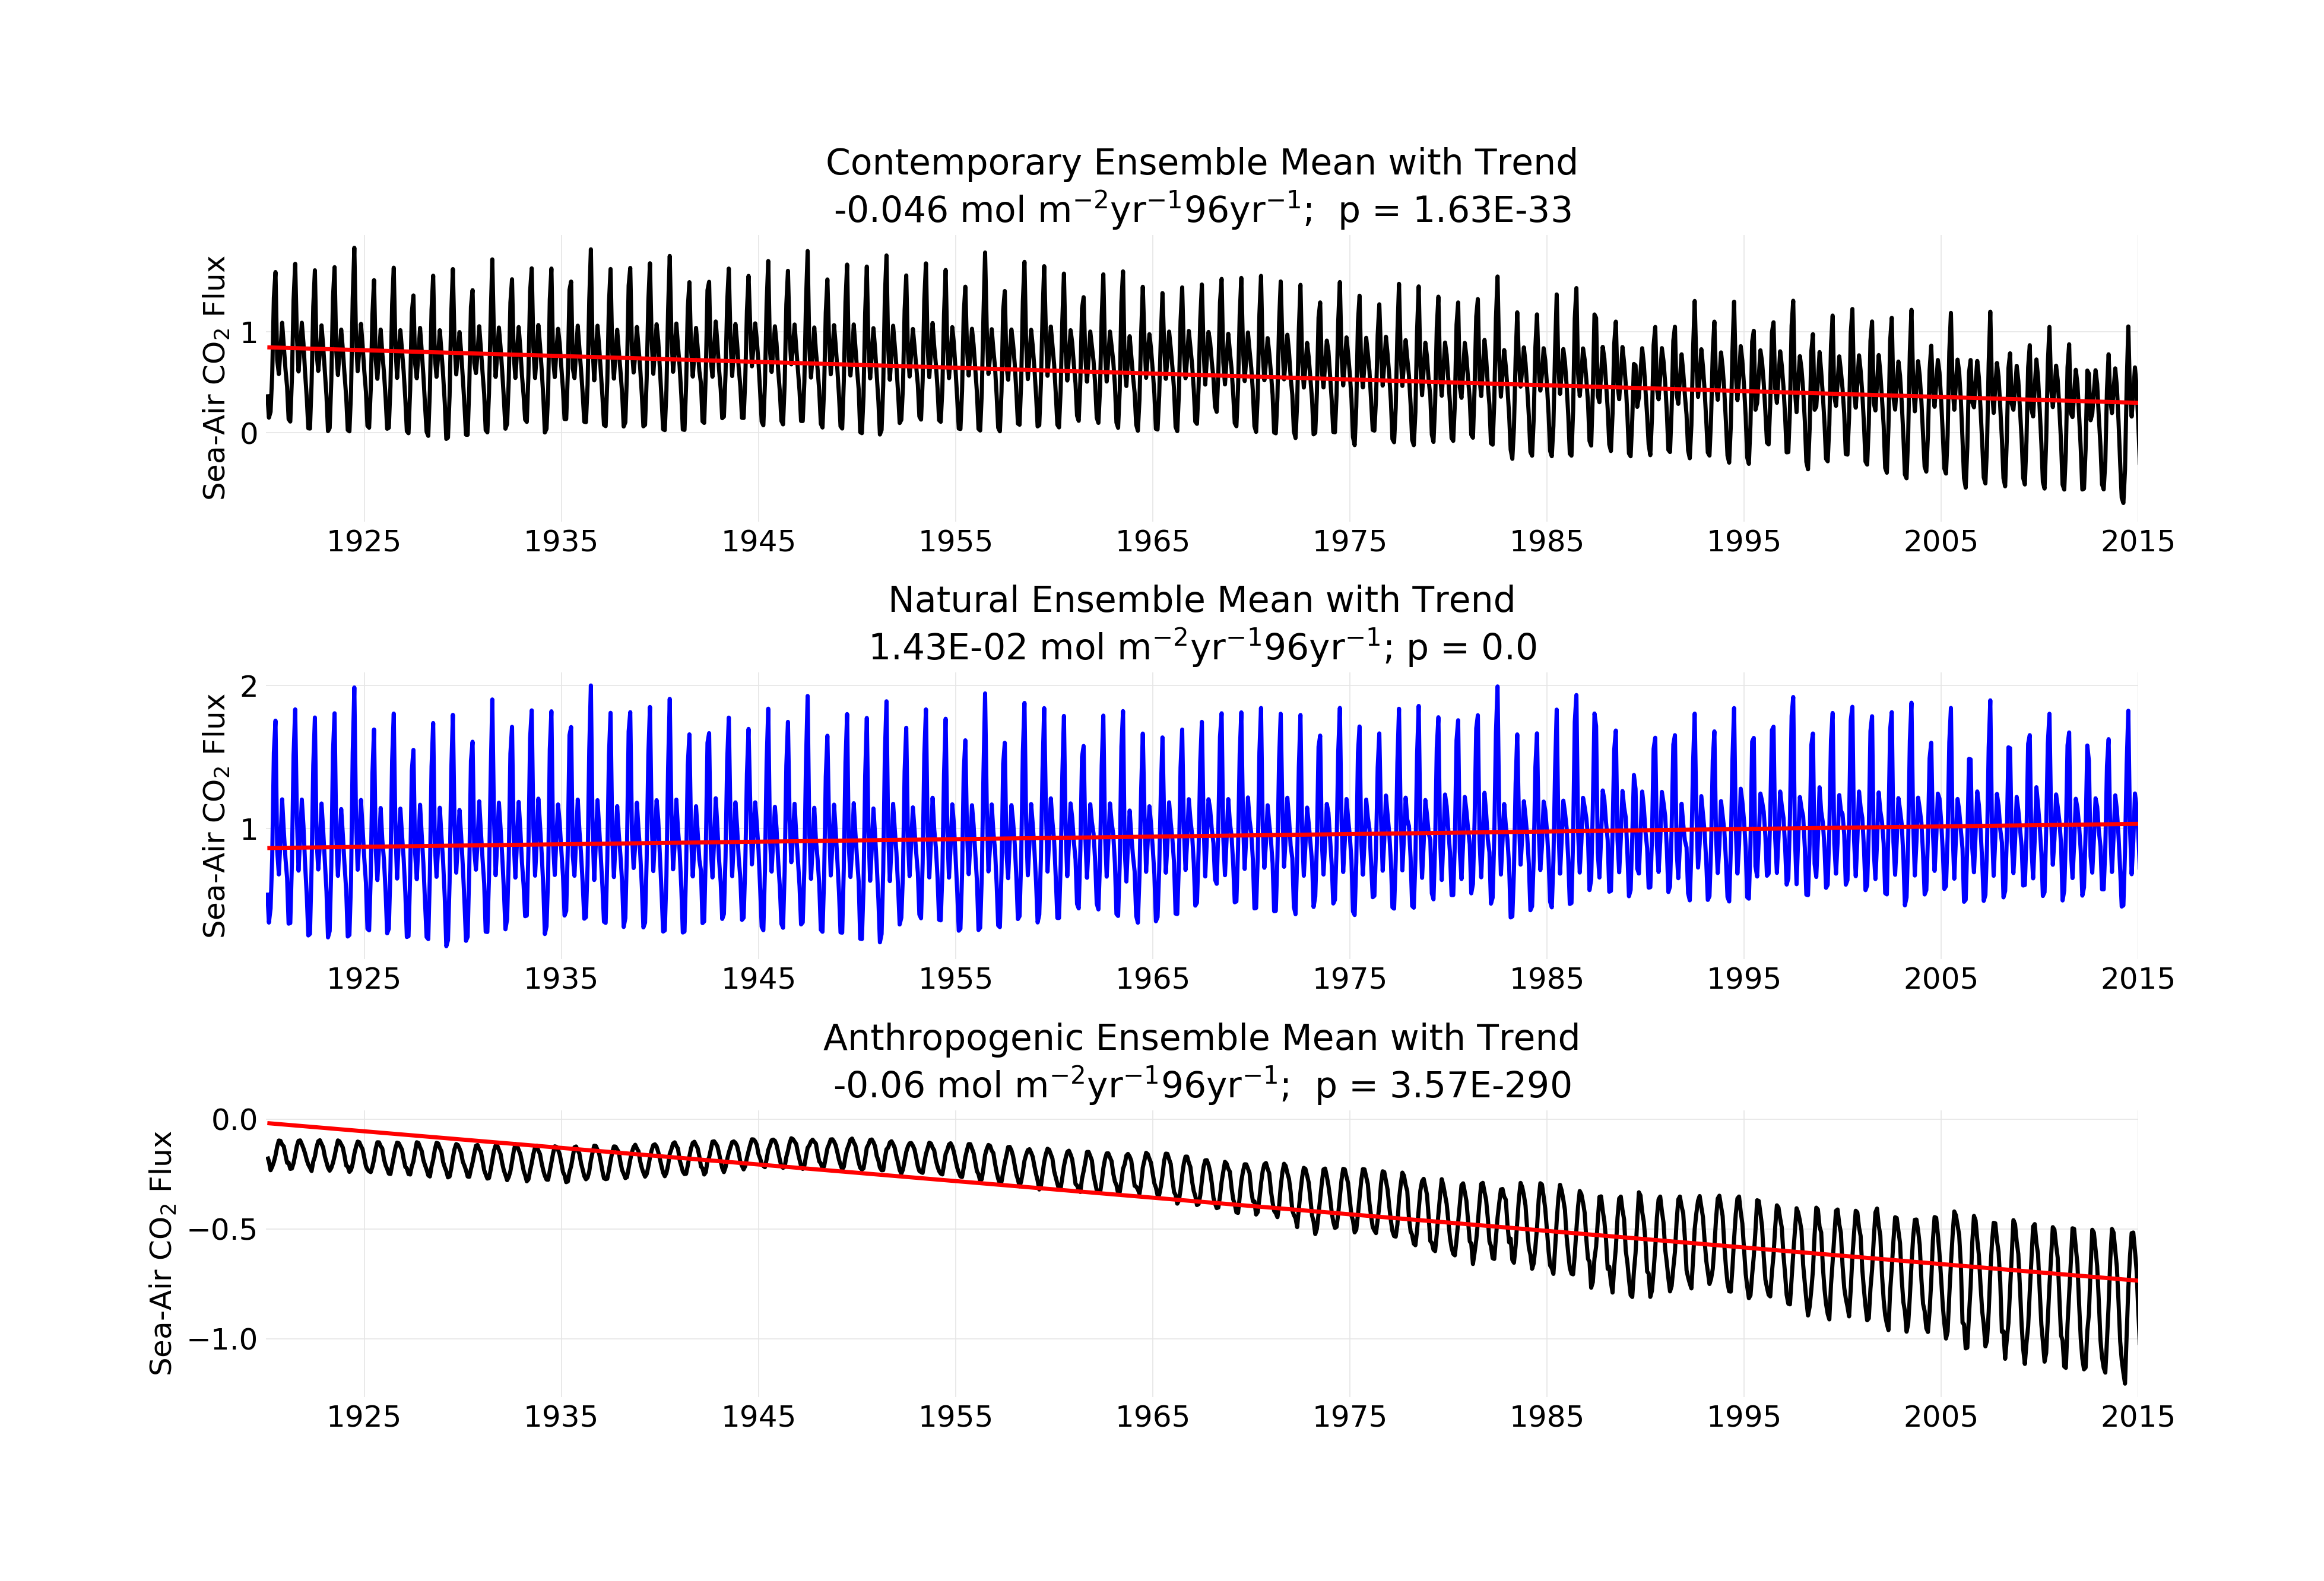 Contemporary Ensemble Mean with Trend
-0.046 mol m⁻²yr⁻¹96yr⁻¹;  p = 1.63E-33
Sea-Air CO₂ Flux
1
0
1925 1935 1945 1955 1965 1975 1985 1995 2005 2015
Natural Ensemble Mean with Trend
1.43E-02 mol m⁻²yr⁻¹96yr⁻¹; p = 0.0
Sea-Air CO₂ Flux
2
1
1925 1935 1945 1955 1965 1975 1985 1995 2005 2015
Anthropogenic Ensemble Mean with Trend
-0.06 mol m⁻²yr⁻¹96yr⁻¹;  p = 3.57E-290
Sea-Air CO₂ Flux
0.0
−0.5
−1.0
1925 1935 1945 1955 1965 1975 1985 1995 2005 2015